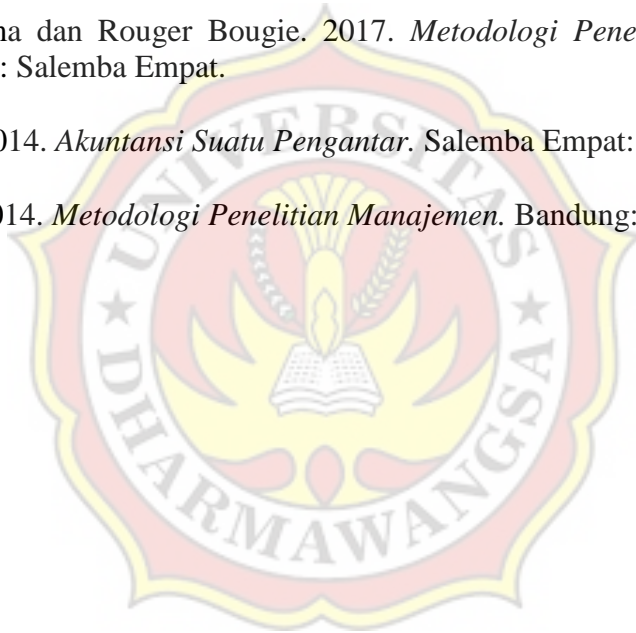 na dan Rouger Bougie. 2017. Metodologi Pene
: Salemba Empat.
014. Akuntansi Suatu Pengantar. Salemba Empat:
014. Metodologi Penelitian Manajemen. Bandung:
UNIVERSITAS
DHARMAWANGSA